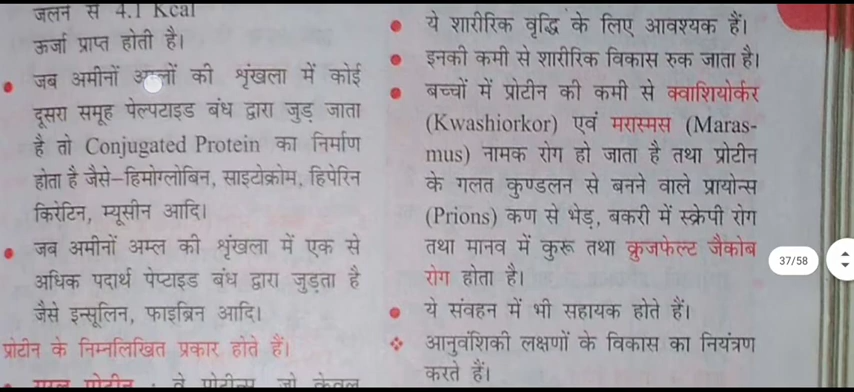 जलन से 4.1 Kcal
ऊर्जा प्राप्त होती है।
जब अमीनों अम्लों की शृंखला में कोई
दूसरा समूह पेल्पटाइड बंध द्वारा जुड़ जाता
है तो Conjugated Protein का निर्माण
होता है जैसे–हिमोग्लोबिन, साइटोक्रोम, हिपेरिन
किरेटिन, म्यूसीन आदि।
जब अमीनों अम्ल की शृंखला में एक से
अधिक पदार्थ पेप्टाइड बंध द्वारा जुड़ता है
जैसे इन्सूलिन, फाइब्रिन आदि।
प्रोटीन के निम्नलिखित प्रकार होते हैं।
प्रोटीन : वे प्रोटीन्स जो केवल
ये शारीरिक वृद्धि के लिए आवश्यक हैं।
इनकी कमी से शारीरिक विकास रुक जाता है।
बच्चों में प्रोटीन की कमी से क्वाशियोर्कर
(Kwashiorkor) एवं मरास्मस (Maras-
mus) नामक रोग हो जाता है तथा प्रोटीन
के गलत कुण्डलन से बनने वाले प्रायोन्स
(Prions) कण से भेड़, बकरी में स्क्रेपी रोग
तथा मानव में कुरू तथा क्रुजफेल्ट जैकोब
रोग होता है।
ये संवहन में भी सहायक होते हैं।
आनुवंशिकी लक्षणों के विकास का नियंत्रण
करते हैं।
37/58